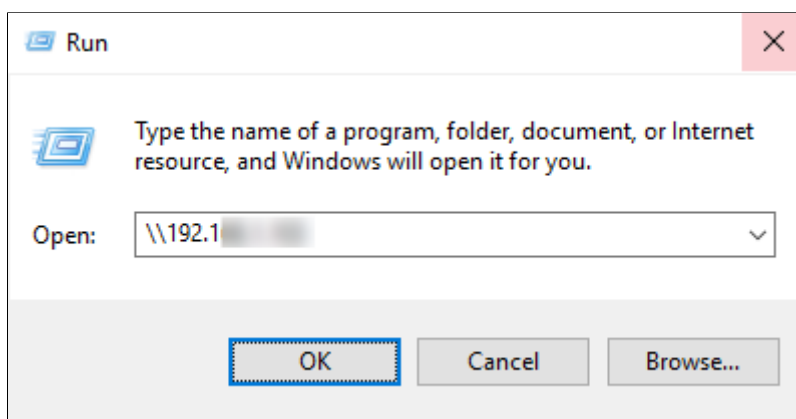 Run
Type the name of a program, folder, document, or Internet
resource, and Windows will open it for you.
Open:
\\192.1
OK
Cancel
Browse...